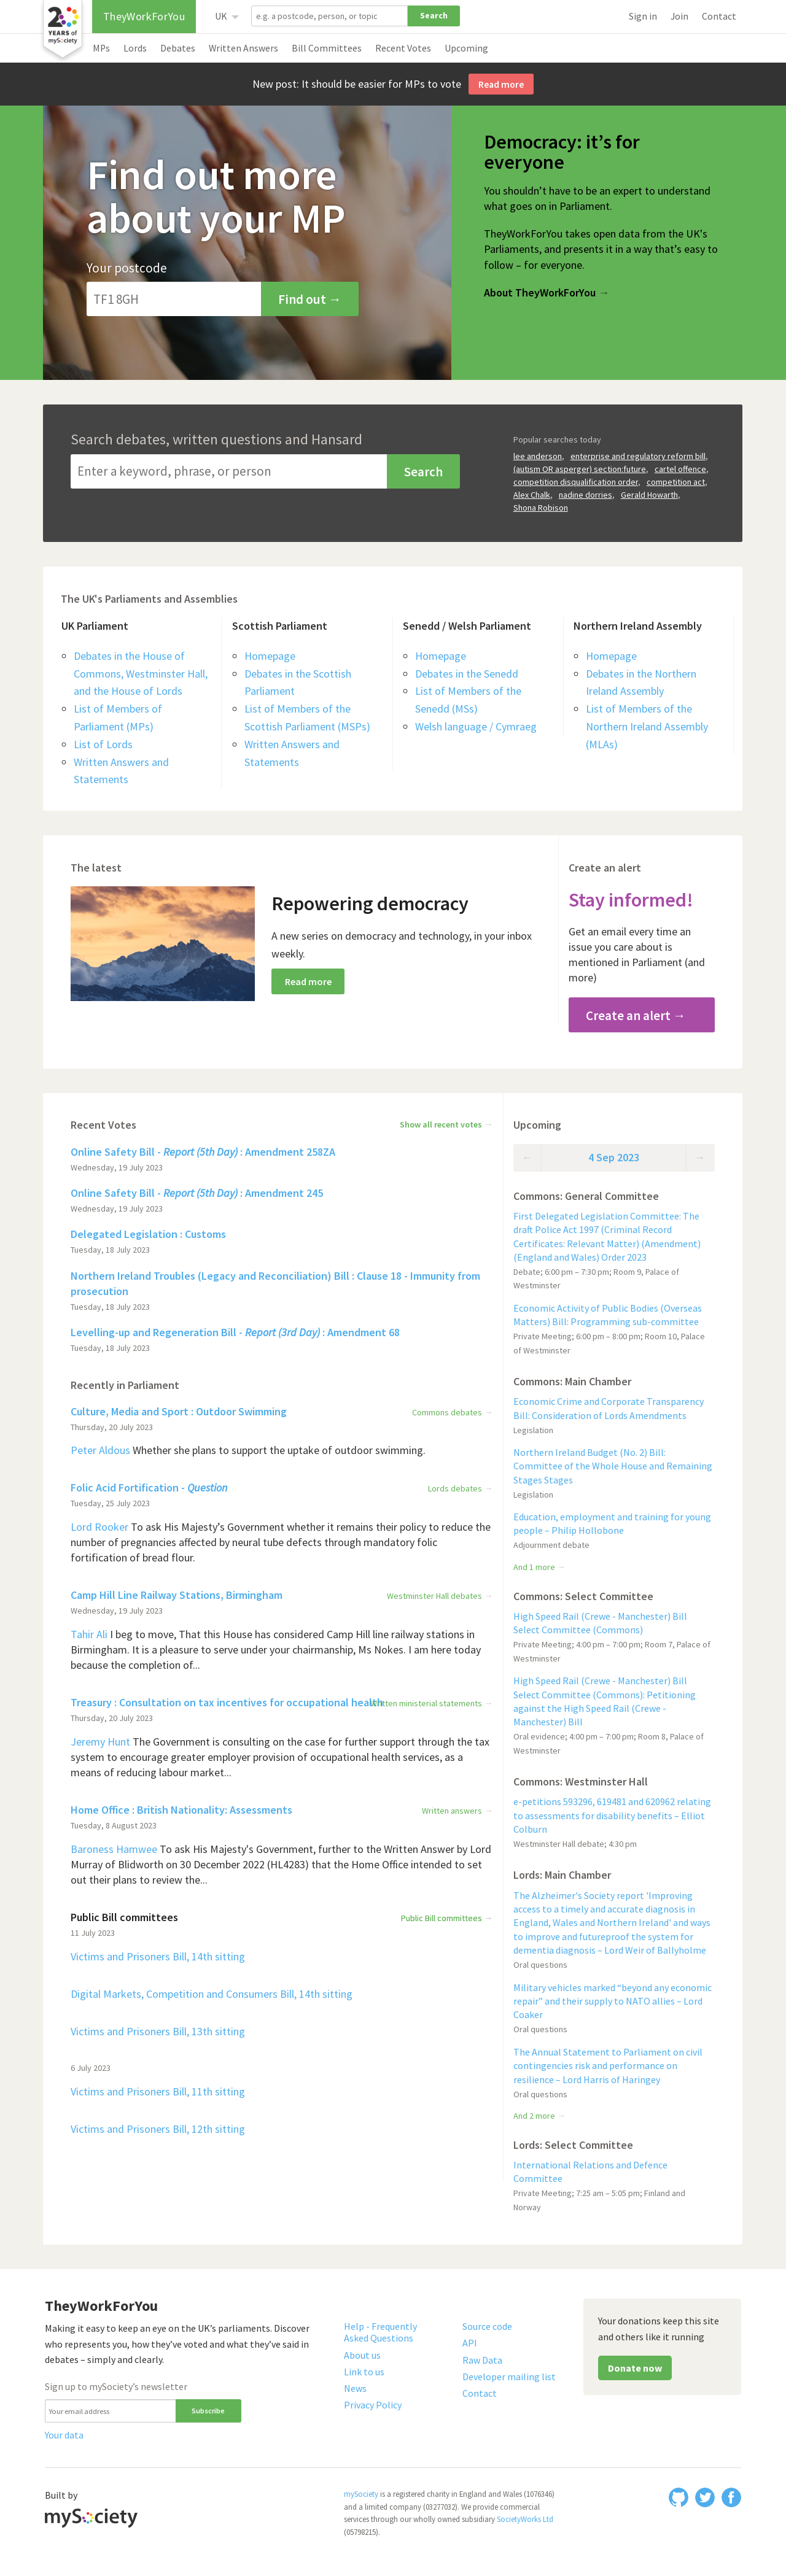 20
YEARS of
mySociety
TheyWorkForYou
UK
e.g. a postcode, person, or topic
Search
Sign in
Join
Contact
MPs
Lords
Debates
Written Answers
Bill Committees
Recent Votes
Upcoming
New post: It should be easier for MPs to vote
Read more
Find out more
about your MP
Your postcode
TF1 8GH
Find out →
Democracy: it’s for
everyone
You shouldn’t have to be an expert to understand
what goes on in Parliament.
TheyWorkForYou takes open data from the UK's
Parliaments, and presents it in a way that’s easy to
follow – for everyone.
About TheyWorkForYou →
Search debates, written questions and Hansard
Enter a keyword, phrase, or person
Search
Popular searches today
lee anderson, enterprise and regulatory reform bill,
(autism OR asperger) section:future, cartel offence,
competition disqualification order, competition act,
Alex Chalk, nadine dorries, Gerald Howarth,
Shona Robison
The UK's Parliaments and Assemblies
UK Parliament
Debates in the House of
Commons, Westminster Hall,
and the House of Lords
List of Members of
Parliament (MPs)
List of Lords
Written Answers and
Statements
Scottish Parliament
Homepage
Debates in the Scottish
Parliament
List of Members of the
Scottish Parliament (MSPs)
Written Answers and
Statements
Senedd / Welsh Parliament
Homepage
Debates in the Senedd
List of Members of the
Senedd (MSs)
Welsh language / Cymraeg
Northern Ireland Assembly
Homepage
Debates in the Northern
Ireland Assembly
List of Members of the
Northern Ireland Assembly
(MLAs)
The latest
Repowering democracy
A new series on democracy and technology, in your inbox
weekly.
Read more
Create an alert
Stay informed!
Get an email every time an
issue you care about is
mentioned in Parliament (and
more)
Create an alert →
Recent Votes
Show all recent votes →
Online Safety Bill - Report (5th Day) : Amendment 258ZA
Wednesday, 19 July 2023
Online Safety Bill - Report (5th Day) : Amendment 245
Wednesday, 19 July 2023
Delegated Legislation : Customs
Tuesday, 18 July 2023
Northern Ireland Troubles (Legacy and Reconciliation) Bill : Clause 18 - Immunity from
prosecution
Tuesday, 18 July 2023
Levelling-up and Regeneration Bill - Report (3rd Day) : Amendment 68
Tuesday, 18 July 2023
Recently in Parliament
Culture, Media and Sport : Outdoor Swimming
Commons debates →
Thursday, 20 July 2023
Peter Aldous Whether she plans to support the uptake of outdoor swimming.
Folic Acid Fortification - Question
Lords debates →
Tuesday, 25 July 2023
Lord Rooker To ask His Majesty’s Government whether it remains their policy to reduce the
number of pregnancies affected by neural tube defects through mandatory folic
fortification of bread flour.
Camp Hill Line Railway Stations, Birmingham
Westminster Hall debates →
Wednesday, 19 July 2023
Tahir Ali I beg to move, That this House has considered Camp Hill line railway stations in
Birmingham. It is a pleasure to serve under your chairmanship, Ms Nokes. I am here today
because the completion of...
Treasury : Consultation on tax incentives for occupational health
Written ministerial statements →
Thursday, 20 July 2023
Jeremy Hunt The Government is consulting on the case for further support through the tax
system to encourage greater employer provision of occupational health services, as a
means of reducing labour market...
Home Office : British Nationality: Assessments
Written answers →
Tuesday, 8 August 2023
Baroness Hamwee To ask His Majesty's Government, further to the Written Answer by Lord
Murray of Blidworth on 30 December 2022 (HL4283) that the Home Office intended to set
out their plans to review the...
Public Bill committees
Public Bill committees →
11 July 2023
Victims and Prisoners Bill, 14th sitting
Digital Markets, Competition and Consumers Bill, 14th sitting
Victims and Prisoners Bill, 13th sitting
6 July 2023
Victims and Prisoners Bill, 11th sitting
Victims and Prisoners Bill, 12th sitting
Upcoming
← 4 Sep 2023 →
Commons: General Committee
First Delegated Legislation Committee: The
draft Police Act 1997 (Criminal Record
Certificates: Relevant Matter) (Amendment)
(England and Wales) Order 2023
Debate; 6:00 pm – 7:30 pm; Room 9, Palace of
Westminster
Economic Activity of Public Bodies (Overseas
Matters) Bill: Programming sub-committee
Private Meeting; 6:00 pm – 8:00 pm; Room 10, Palace
of Westminster
Commons: Main Chamber
Economic Crime and Corporate Transparency
Bill: Consideration of Lords Amendments
Legislation
Northern Ireland Budget (No. 2) Bill:
Committee of the Whole House and Remaining
Stages Stages
Legislation
Education, employment and training for young
people – Philip Hollobone
Adjournment debate
And 1 more →
Commons: Select Committee
High Speed Rail (Crewe - Manchester) Bill
Select Committee (Commons)
Private Meeting; 4:00 pm – 7:00 pm; Room 7, Palace of
Westminster
High Speed Rail (Crewe - Manchester) Bill
Select Committee (Commons): Petitioning
against the High Speed Rail (Crewe -
Manchester) Bill
Oral evidence; 4:00 pm – 7:00 pm; Room 8, Palace of
Westminster
Commons: Westminster Hall
e-petitions 593296, 619481 and 620962 relating
to assessments for disability benefits – Elliot
Colburn
Westminster Hall debate; 4:30 pm
Lords: Main Chamber
The Alzheimer's Society report 'Improving
access to a timely and accurate diagnosis in
England, Wales and Northern Ireland' and ways
to improve and futureproof the system for
dementia diagnosis – Lord Weir of Ballyholme
Oral questions
Military vehicles marked “beyond any economic
repair” and their supply to NATO allies – Lord
Coaker
Oral questions
The Annual Statement to Parliament on civil
contingencies risk and performance on
resilience – Lord Harris of Haringey
Oral questions
And 2 more →
Lords: Select Committee
International Relations and Defence
Committee
Private Meeting; 7:25 am – 5:05 pm; Finland and
Norway
TheyWorkForYou
Making it easy to keep an eye on the UK’s parliaments. Discover
who represents you, how they’ve voted and what they’ve said in
debates – simply and clearly.
Sign up to mySociety’s newsletter
Your email address
Subscribe
Your data
Help - Frequently
Asked Questions
About us
Link to us
News
Privacy Policy
Source code
API
Raw Data
Developer mailing list
Contact
Your donations keep this site
and others like it running
Donate now
Built by
mySociety
mySociety is a registered charity in England and Wales (1076346)
and a limited company (03277032). We provide commercial
services through our wholly owned subsidiary SocietyWorks Ltd
(05798215).